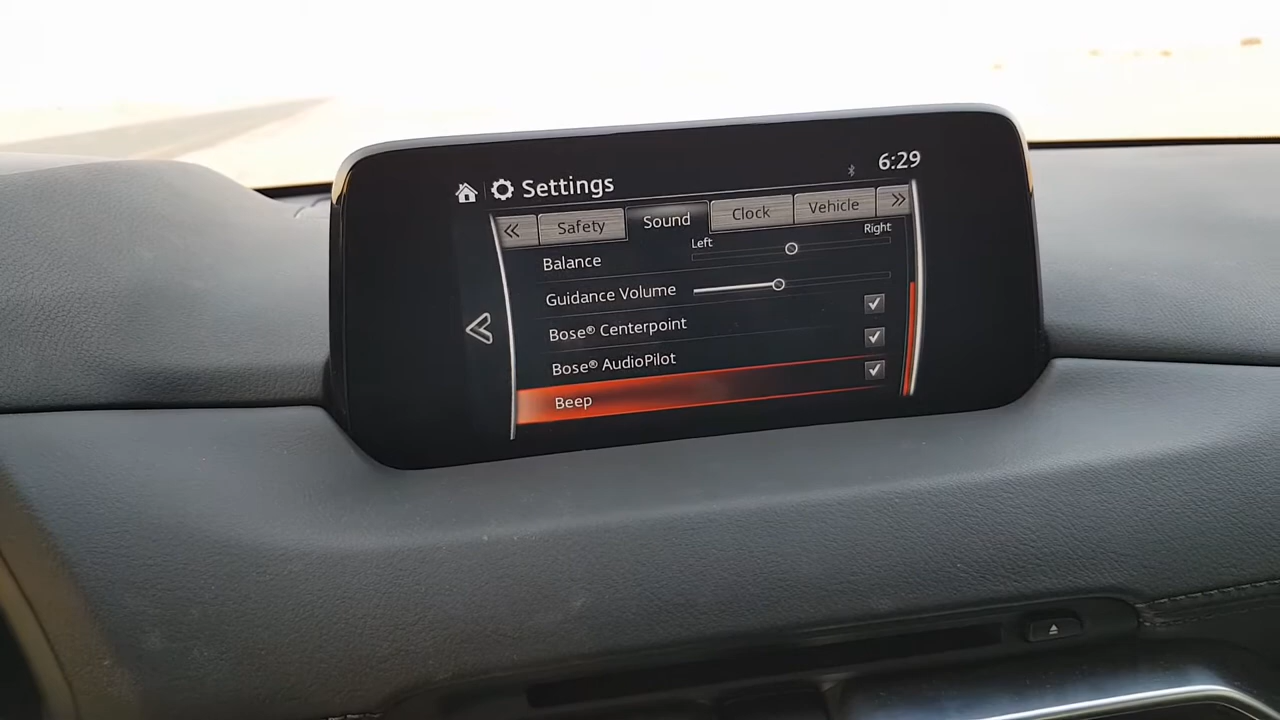 6:29
Settings
« Safety Sound Clock Vehicle »
Left Right
Balance
Guidance Volume
Bose® Centerpoint
Bose® AudioPilot
Beep